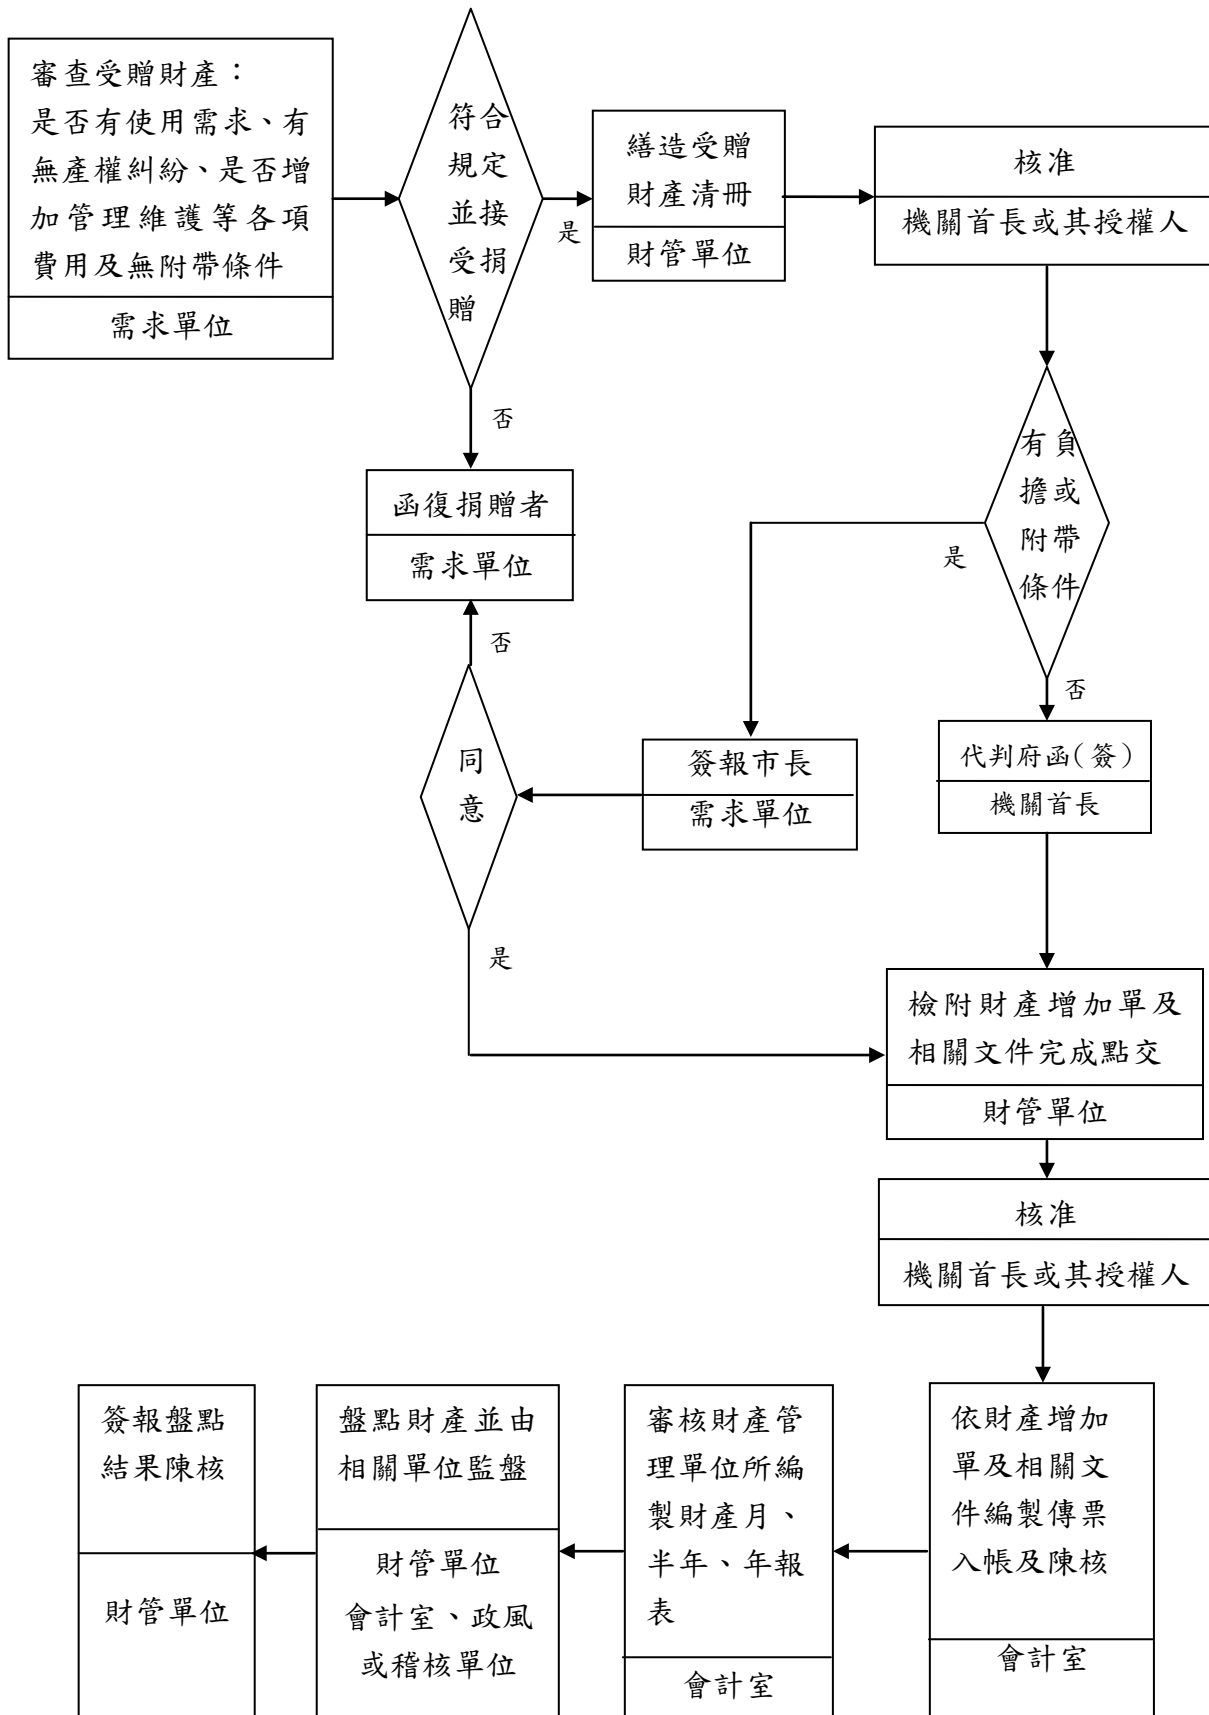 審查受贈財產：
是否有使用需求、有
無產權糾紛、是否增
加管理維護等各項
費用及無附帶條件
需求單位
符合
規定
並接
受捐
贈
是
否
繕造受贈
財產清冊
財管單位
核准
機關首長或其授權人
函復捐贈者
需求單位
有負
擔或
附帶
條件
是
否
否
同
意
是
簽報市長
需求單位
代判府函(簽)
機關首長
檢附財產增加單及
相關文件完成點交
財管單位
核准
機關首長或其授權人
依財產增加
單及相關文
件編製傳票
入帳及陳核
會計室
審核財產管
理單位所編
製財產月、
半年、年報
表
會計室
盤點財產並由
相關單位監盤
財管單位
會計室、政風
或稽核單位
簽報盤點
結果陳核
財管單位